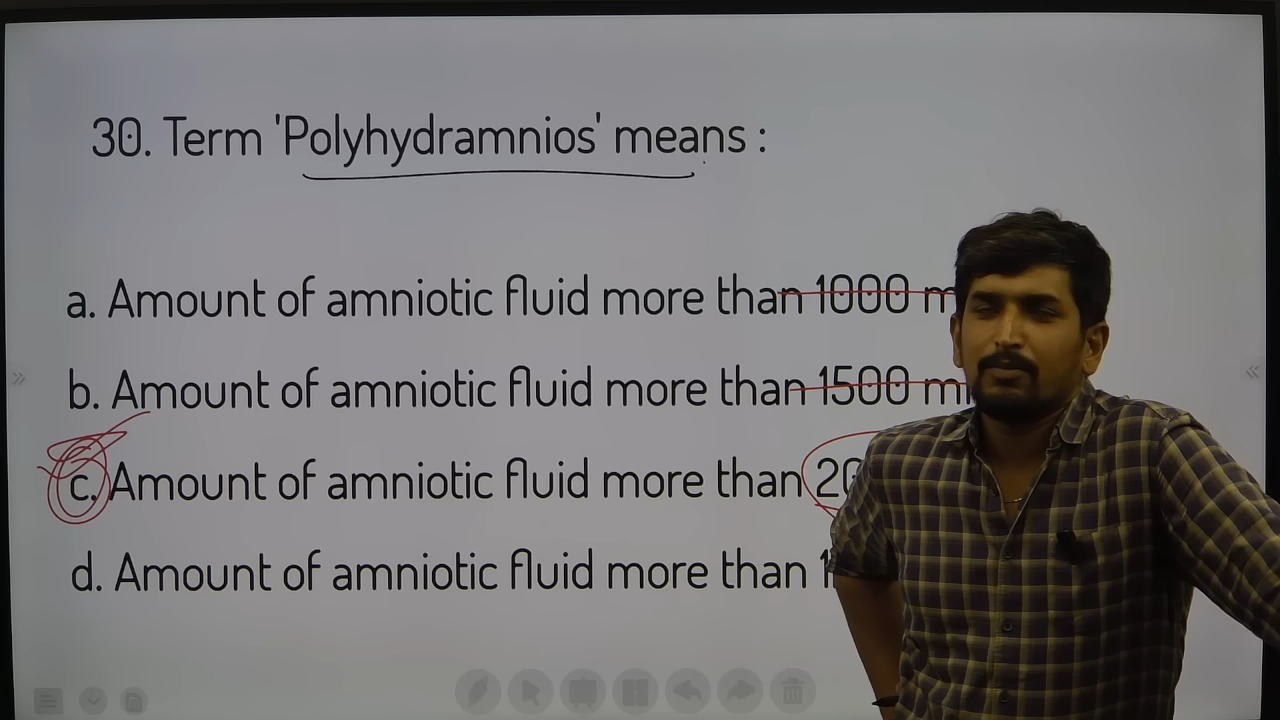 30. Term 'Polyhydramnios' means :
a. Amount of amniotic fluid more than 1000
b. Amount of amniotic fluid more than 1500
c. Amount of amniotic fluid more than
d. Amount of amniotic fluid more than